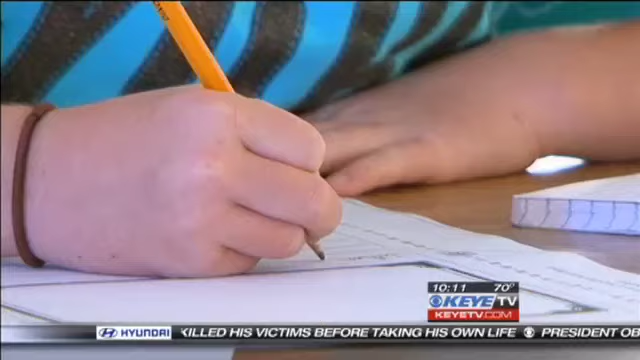 10:11 70°
KEYE TV
KEYETV.COM
HYUNDAI KILLED HIS VICTIMS BEFORE TAKING HIS OWN LIFE PRESIDENT OB